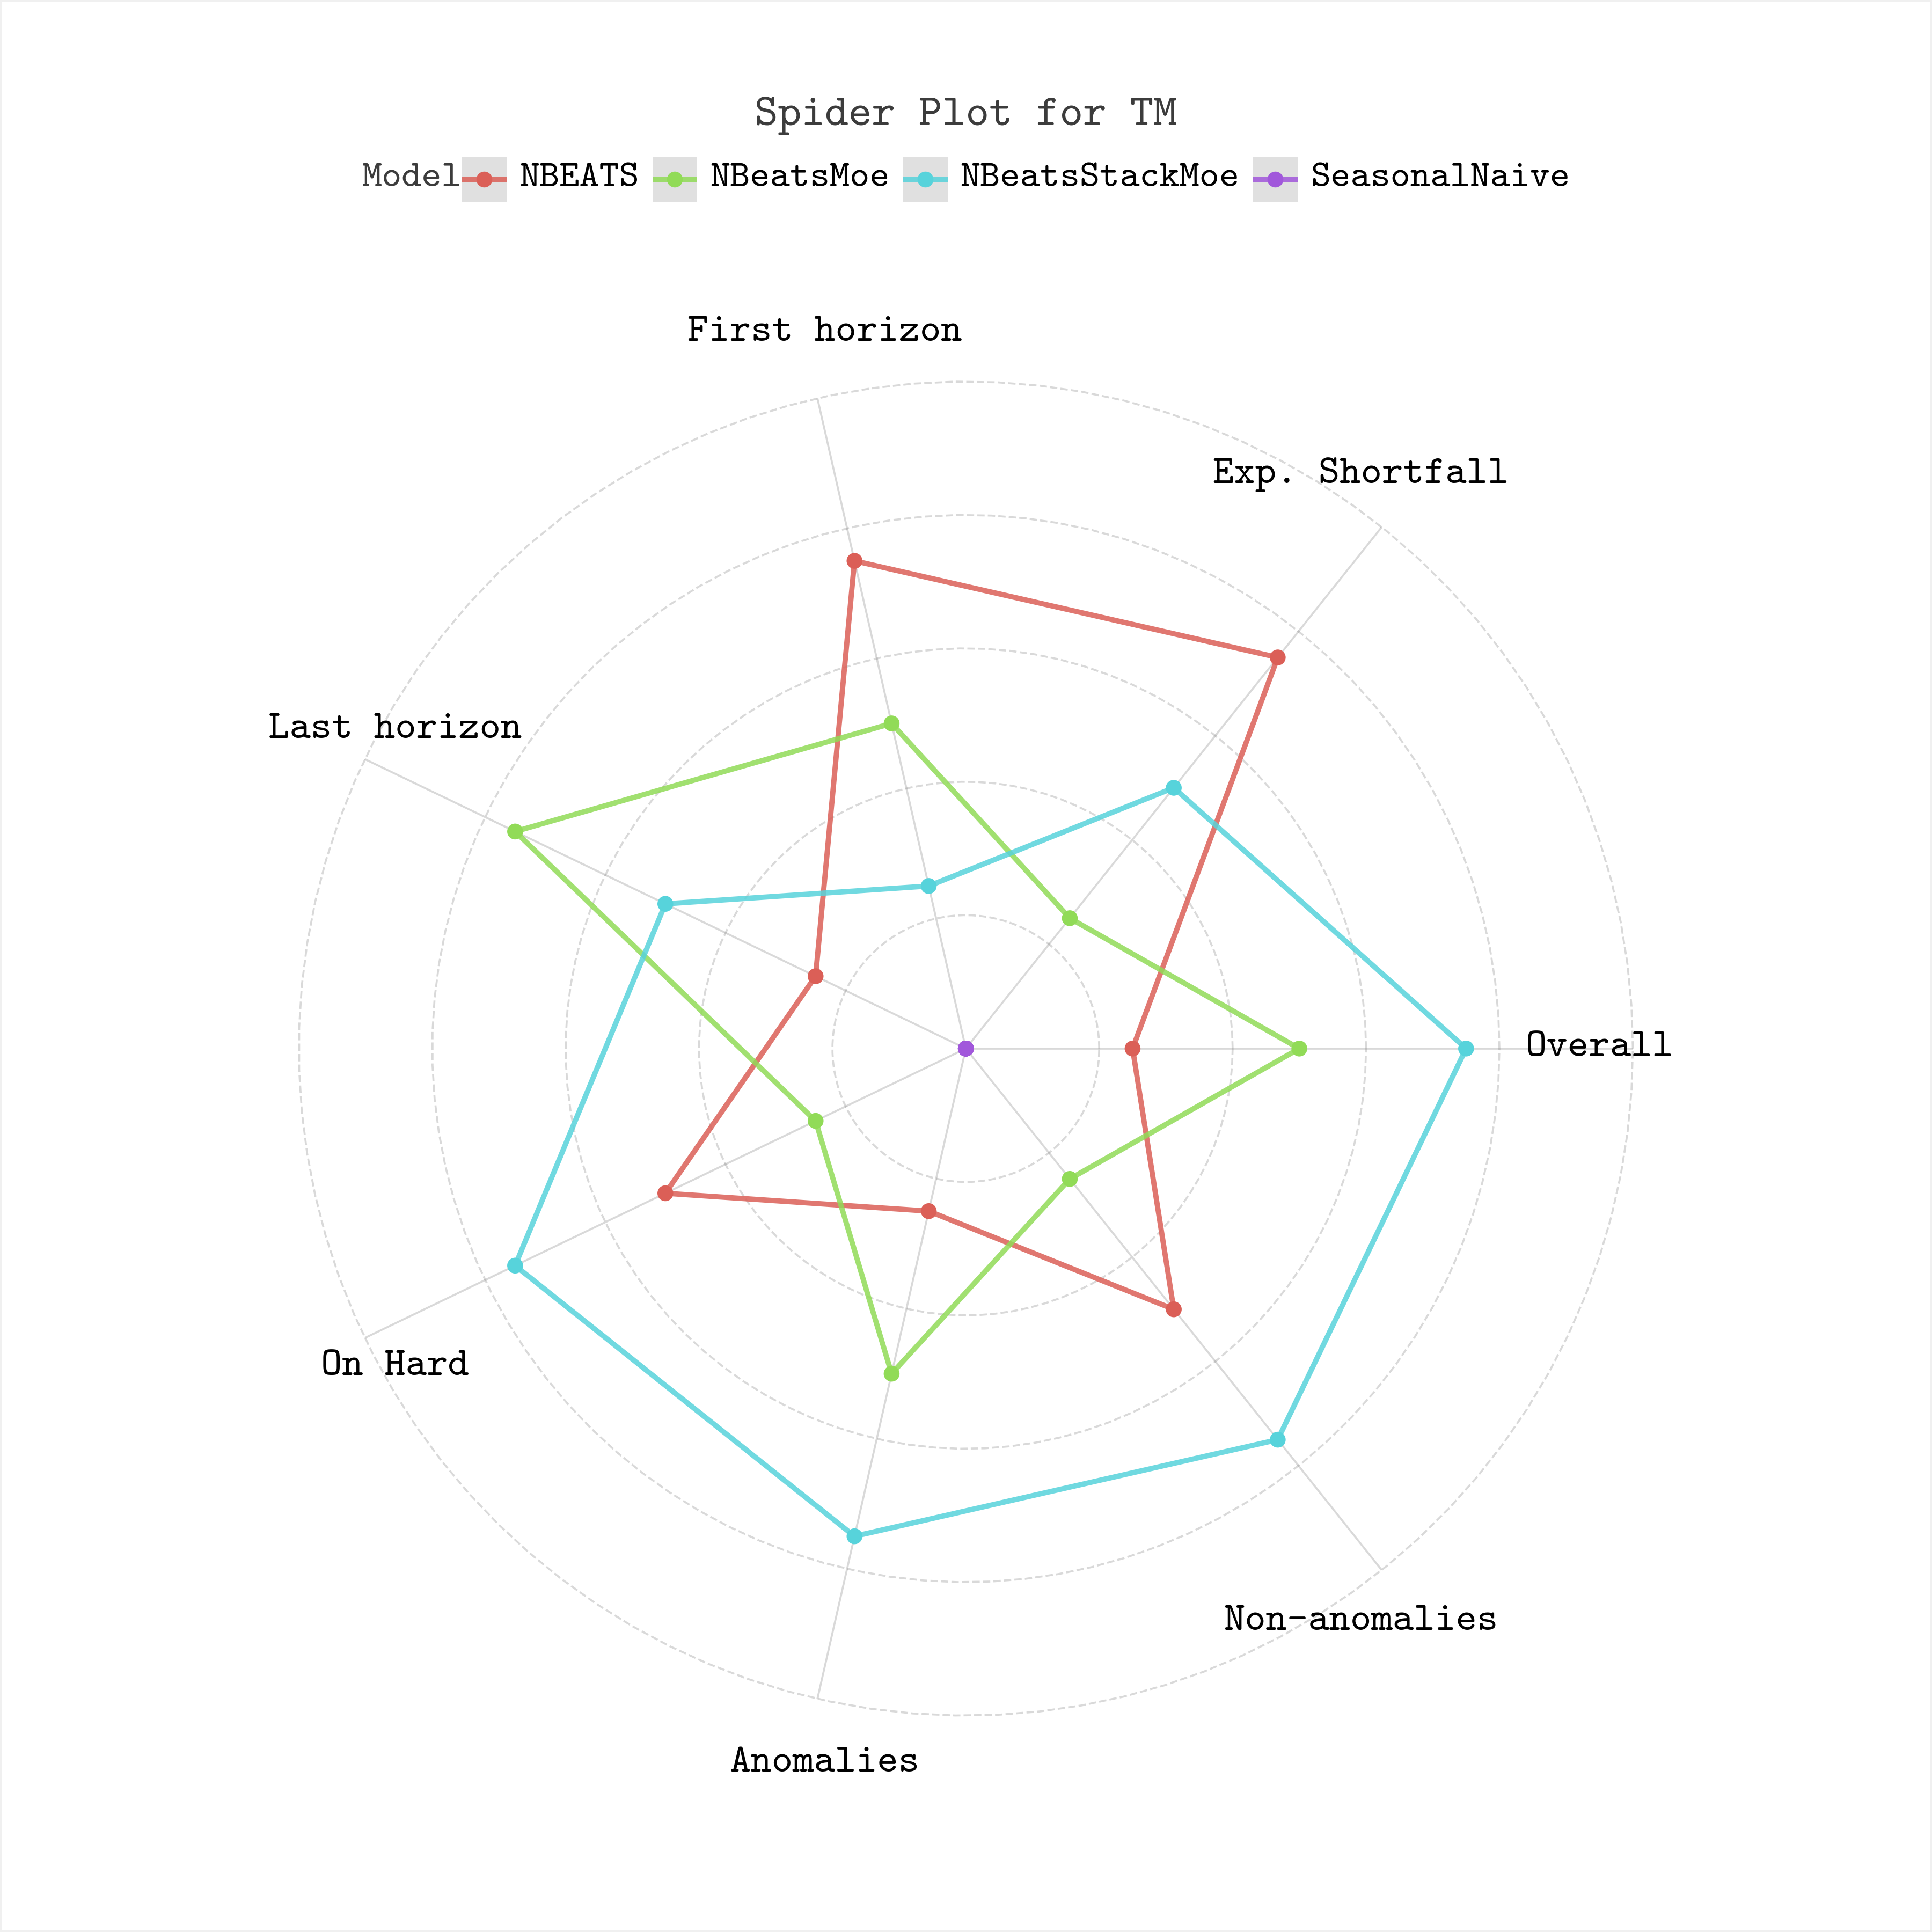 Spider Plot for TM
Model NBEATS NBeatsMoe NBeatsStackMoe SeasonalNaive
First horizon
Exp. Shortfall
Last horizon
Overall
On Hard
Non-anomalies
Anomalies